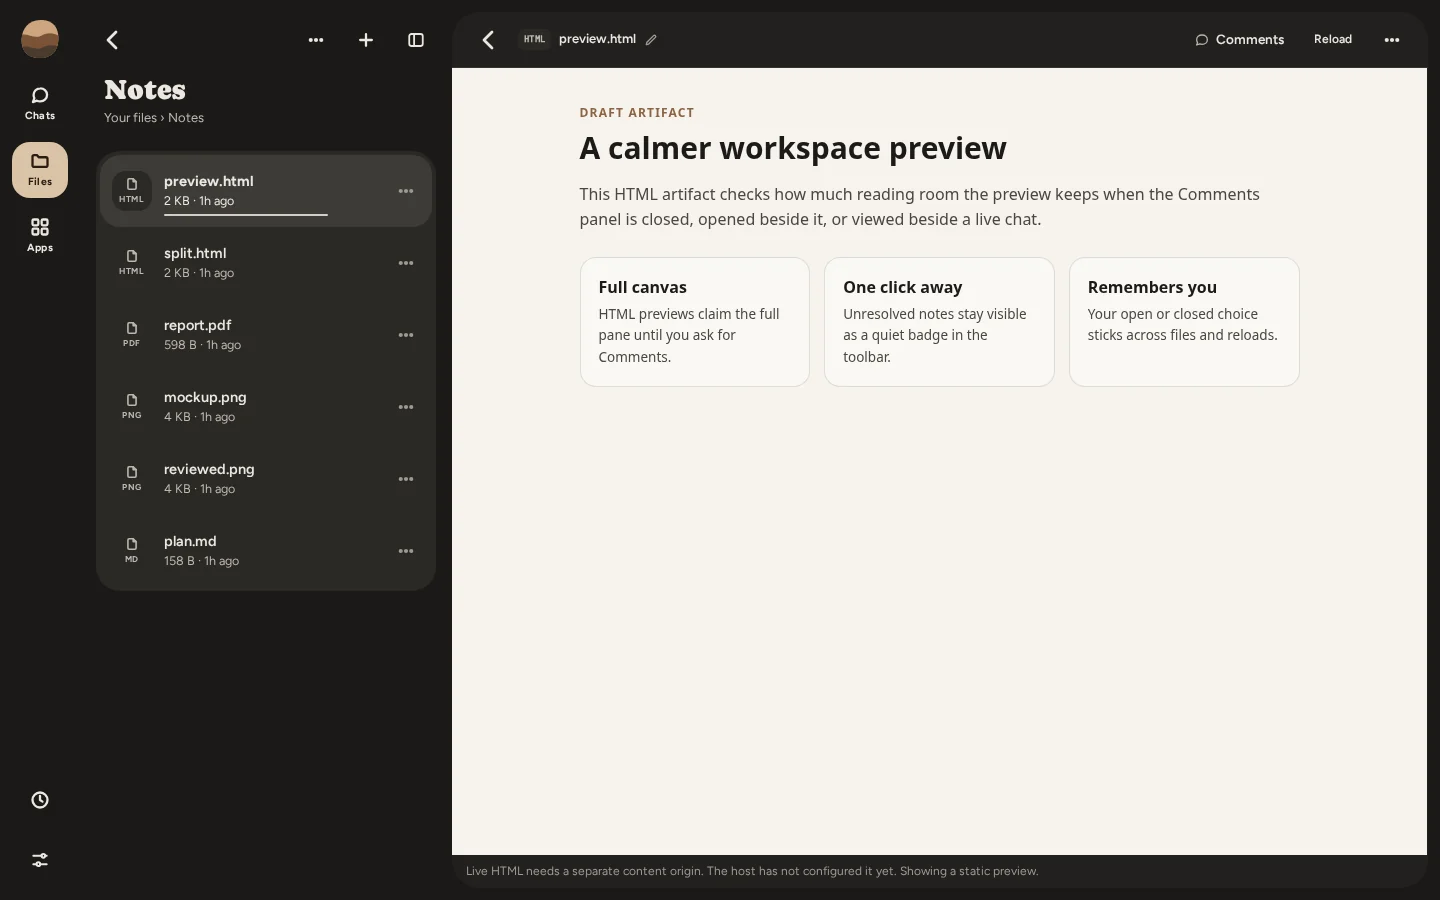 Chats
Files
Apps
Notes
Your files › Notes
HTML
preview.html
2 KB · 1h ago
HTML
split.html
2 KB · 1h ago
PDF
report.pdf
598 B · 1h ago
PNG
mockup.png
4 KB · 1h ago
PNG
reviewed.png
4 KB · 1h ago
MD
plan.md
158 B · 1h ago
HTML preview.html
Comments
Reload
DRAFT ARTIFACT
A calmer workspace preview
This HTML artifact checks how much reading room the preview keeps when the Comments
panel is closed, opened beside it, or viewed beside a live chat.
Full canvas
HTML previews claim the full
pane until you ask for
Comments.
One click away
Unresolved notes stay visible
as a quiet badge in the
toolbar.
Remembers you
Your open or closed choice
sticks across files and reloads.
Live HTML needs a separate content origin. The host has not configured it yet. Showing a static preview.